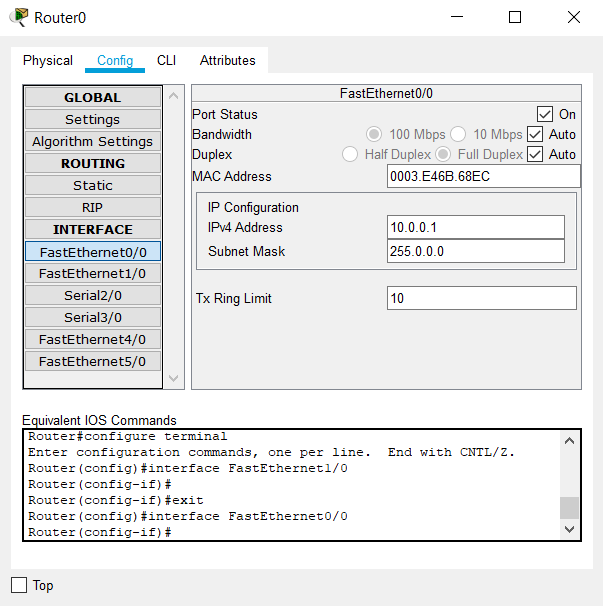 Router0
Physical Config CLI Attributes
GLOBAL
Settings
Algorithm Settings
ROUTING
Static
RIP
INTERFACE
FastEthernet0/0
FastEthernet1/0
Serial2/0
Serial3/0
FastEthernet4/0
FastEthernet5/0
FastEthernet0/0
Port Status On
Bandwidth 100 Mbps 10 Mbps Auto
Duplex Half Duplex Full Duplex Auto
MAC Address 0003.E46B.68EC
IP Configuration
IPv4 Address 10.0.0.1
Subnet Mask 255.0.0.0
Tx Ring Limit 10
Equivalent IOS Commands
Router#configure terminal
Enter configuration commands, one per line.  End with CNTL/Z.
Router(config)#interface FastEthernet1/0
Router(config-if)#
Router(config-if)#exit
Router(config)#interface FastEthernet0/0
Router(config-if)#
Top